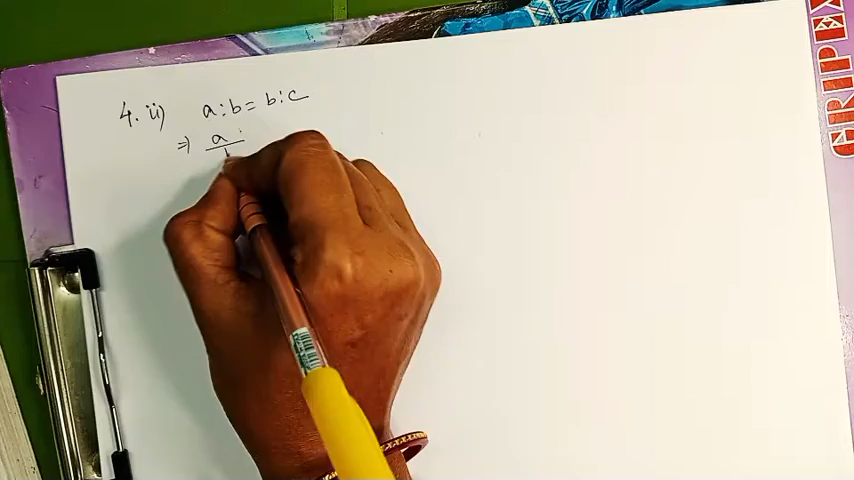 4. ii) a:b = b:c
⇒ a/b
GRIPEX